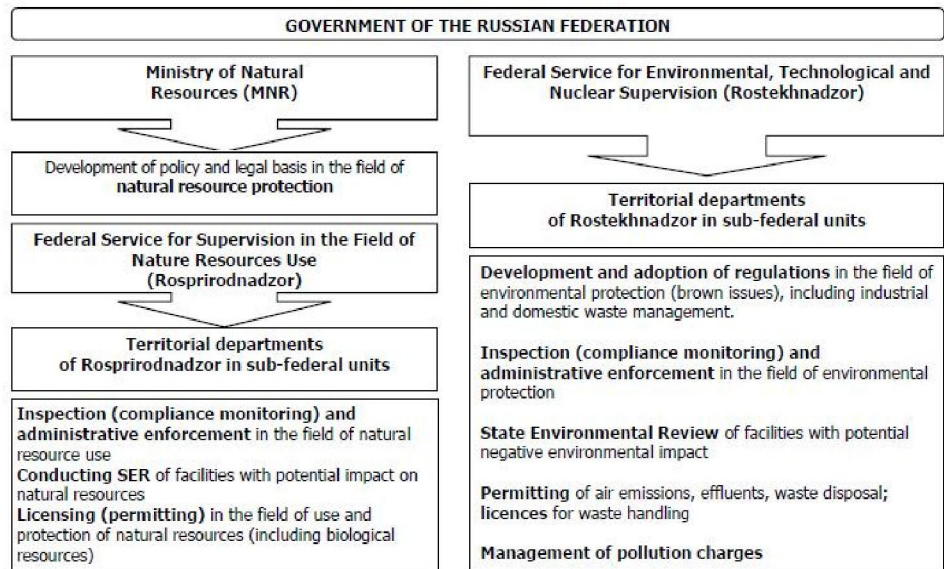 GOVERNMENT OF THE RUSSIAN FEDERATION
Ministry of Natural
Resources (MNR)
Development of policy and legal basis in the field of
natural resource protection
Federal Service for Supervision in the Field of
Nature Resources Use
(Rosprirodnadzor)
Territorial departments
of Rosprirodnadzor in sub-federal units
Inspection (compliance monitoring) and
administrative enforcement in the field of natural
resource use
Conducting SER of facilities with potential impact on
natural resources
Licensing (permitting) in the field of use and
protection of natural resources (including biological
resources)
Federal Service for Environmental, Technological and
Nuclear Supervision (Rostekhnadzor)
Territorial departments
of Rostekhnadzor in sub-federal units
Development and adoption of regulations in the field of
environmental protection (brown issues), including industrial
and domestic waste management.
Inspection (compliance monitoring) and
administrative enforcement in the field of environmental
protection
State Environmental Review of facilities with potential
negative environmental impact
Permitting of air emissions, effluents, waste disposal;
licences for waste handling
Management of pollution charges